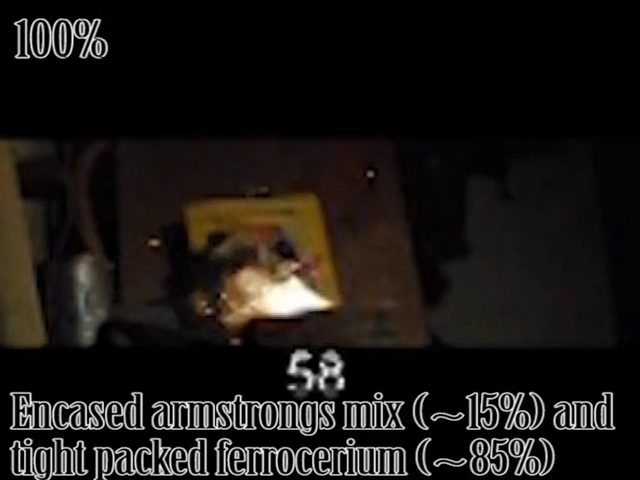 100%
58
Encased armstrongs mix (~15%) and
tight packed ferrocerium (~85%)